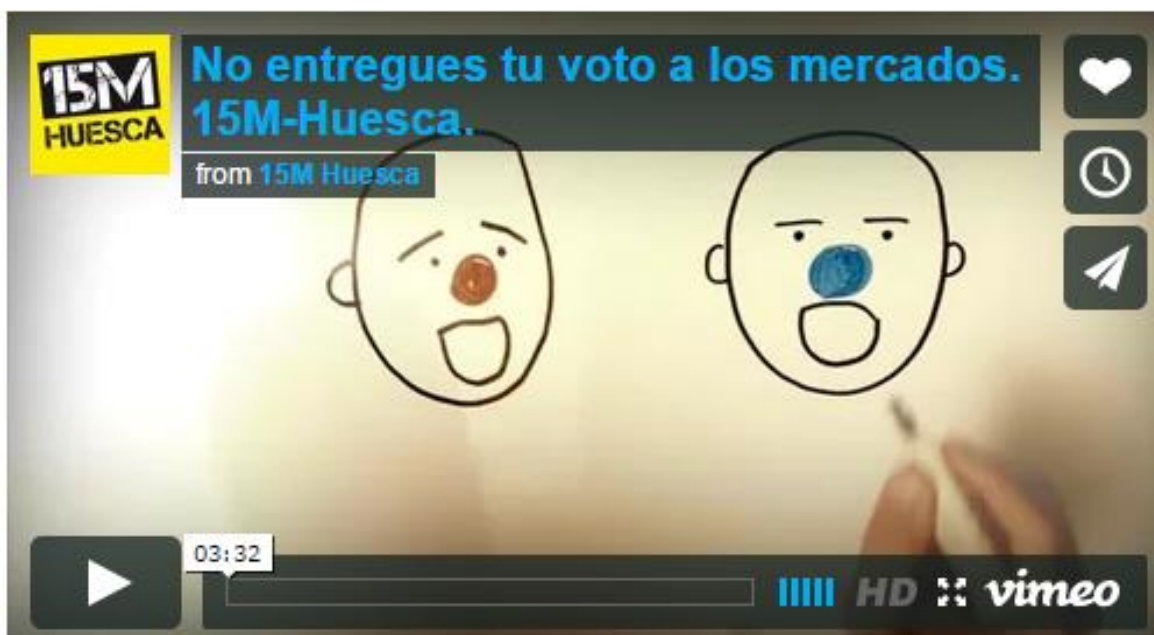 15M
HUESCA
No entregues tu voto a los mercados.
15M-Huesca.
from 15M Huesca
03:32
HD
vimeo